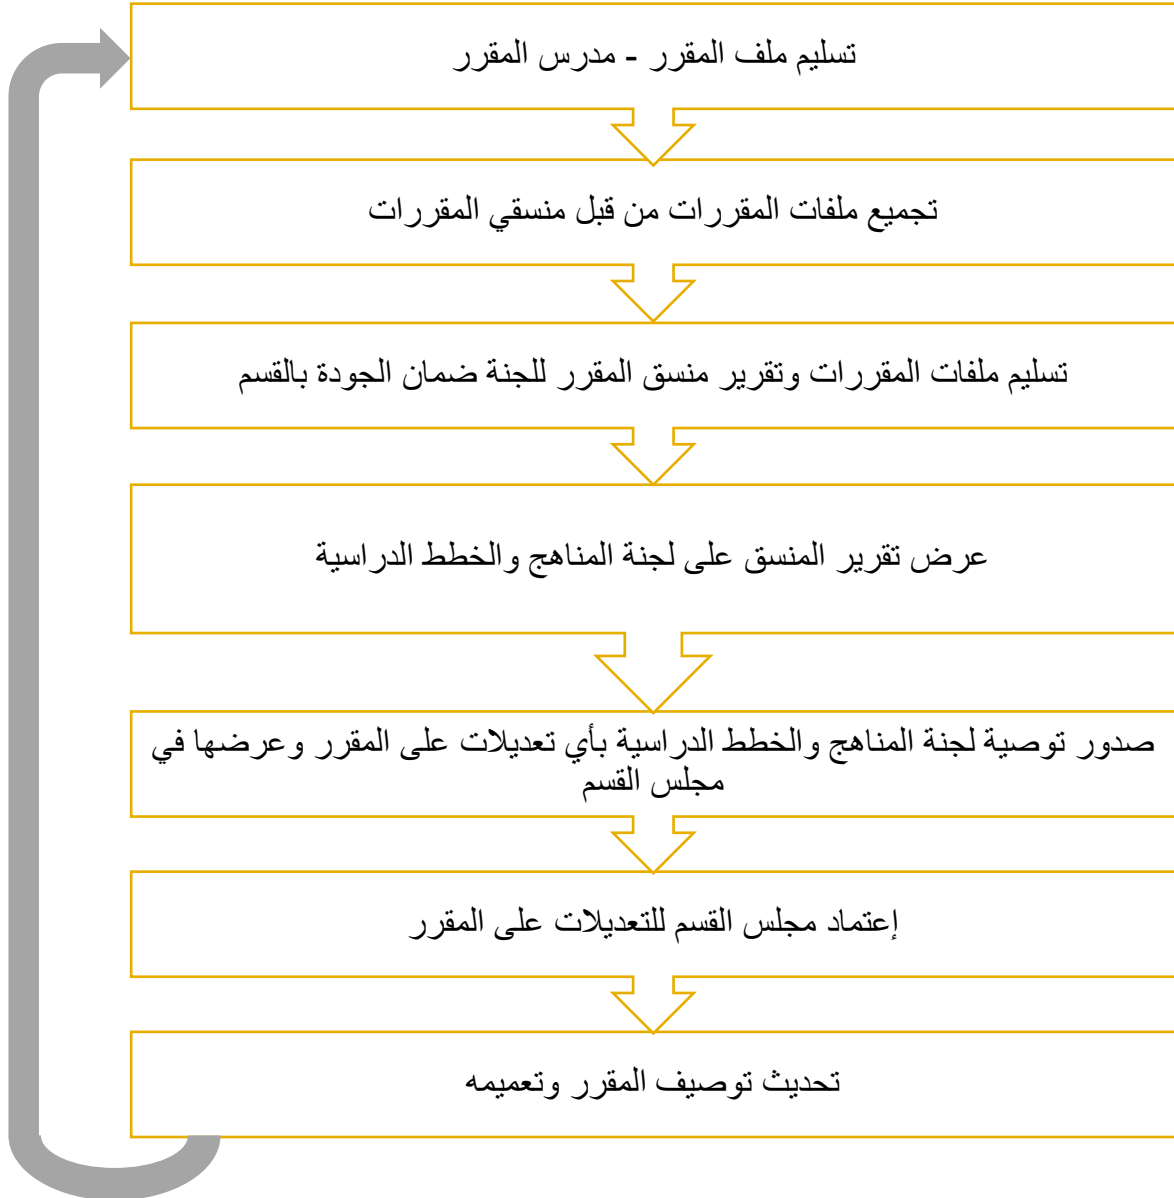 تسليم ملف المقرر - مدرس المقرر
تجميع ملفات المقررات من قبل منسقي المقررات
تسليم ملفات المقررات وتقرير منسق المقرر للجنة ضمان الجودة بالقسم
عرض تقرير المنسق على لجنة المناهج والخطط الدراسية
صدور توصية لجنة المناهج والخطط الدراسية بأي تعديلات على المقرر وعرضها في
مجلس القسم
إعتماد مجلس القسم للتعديلات على المقرر
تحديث توصيف المقرر وتعميمه